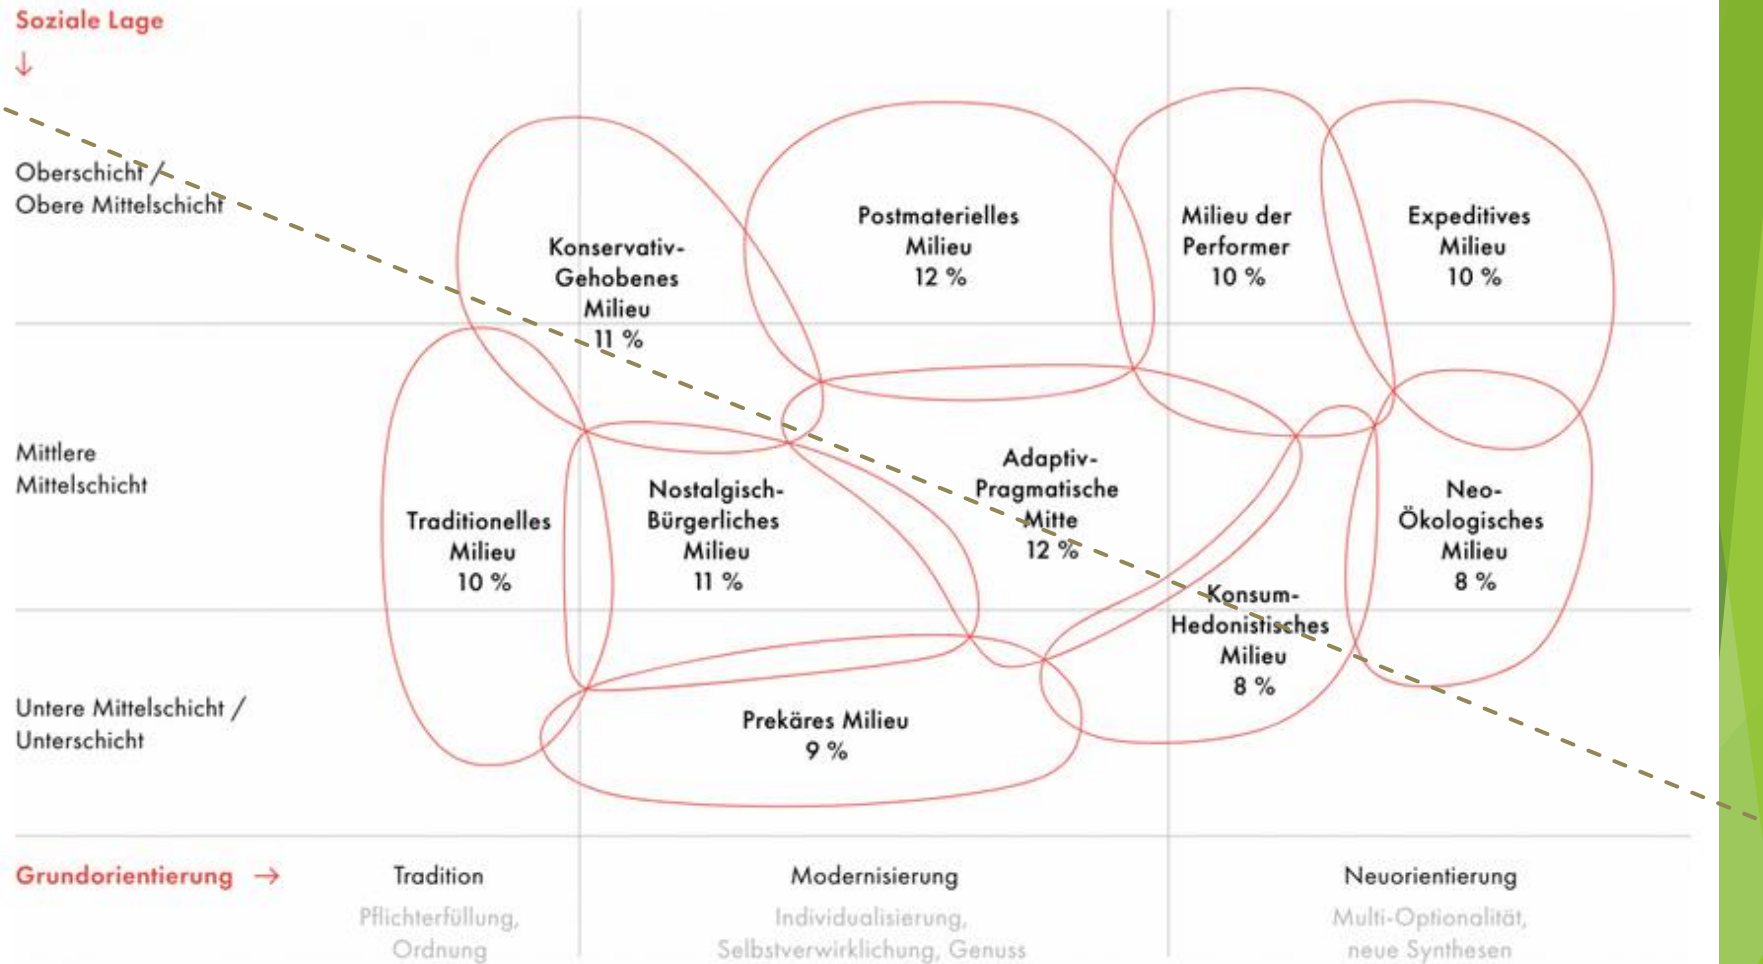 Soziale Lage
↓
Oberschicht /
Obere Mittelschicht
Konservativ-
Gehobenes
Milieu
11 %
Postmaterielles
Milieu
12 %
Milieu der
Performer
10 %
Expeditives
Milieu
10 %
Mittlere
Mittelschicht
Traditionelles
Milieu
10 %
Nostalgisch-
Bürgerliches
Milieu
11 %
Adaptiv-
Pragmatische
Mitte
12 %
Konsum-
Hedonistisches
Milieu
8 %
Neo-
Ökologisches
Milieu
8 %
Untere Mittelschicht /
Unterschicht
Prekäres Milieu
9 %
Grundorientierung →
Tradition
Pflichterfüllung,
Ordnung
Modernisierung
Individualisierung,
Selbstverwirklichung, Genuss
Neuorientierung
Multi-Optionalität,
neue Synthesen